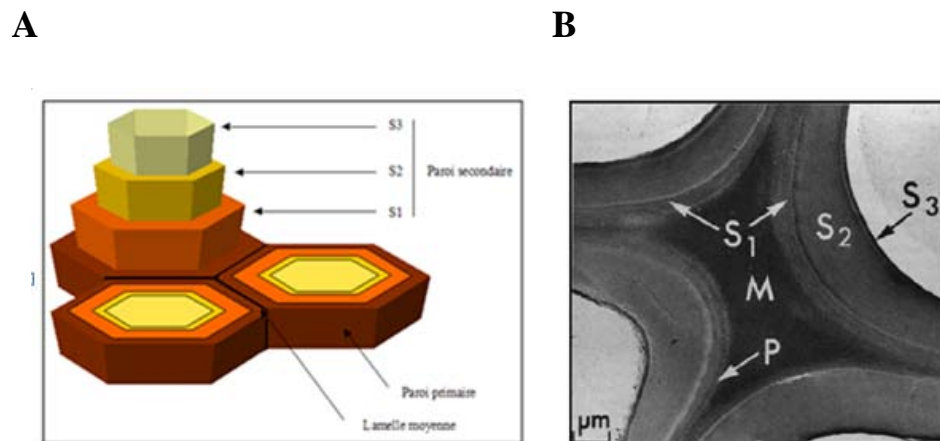 A
B
S3
S2
Paroi secondaire
S1
Paroi primaire
Lamelle moyenne
S₁
S₂
S₃
M
P
µm